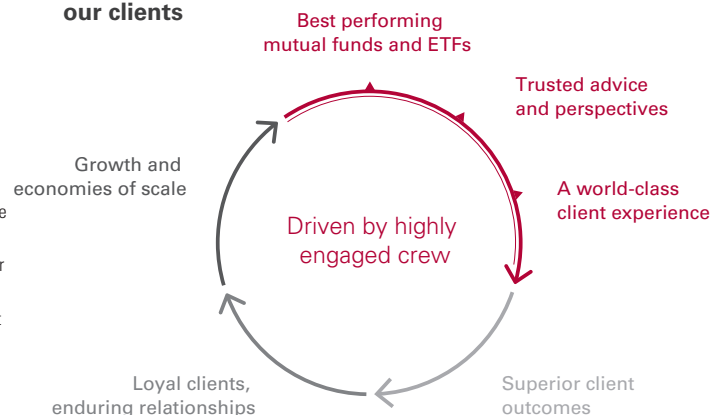 our clients
Best performing
mutual funds and ETFs
Trusted advice
and perspectives
A world-class
client experience
Growth and
economies of scale
Driven by highly
engaged crew
Loyal clients,
enduring relationships
Superior client
outcomes